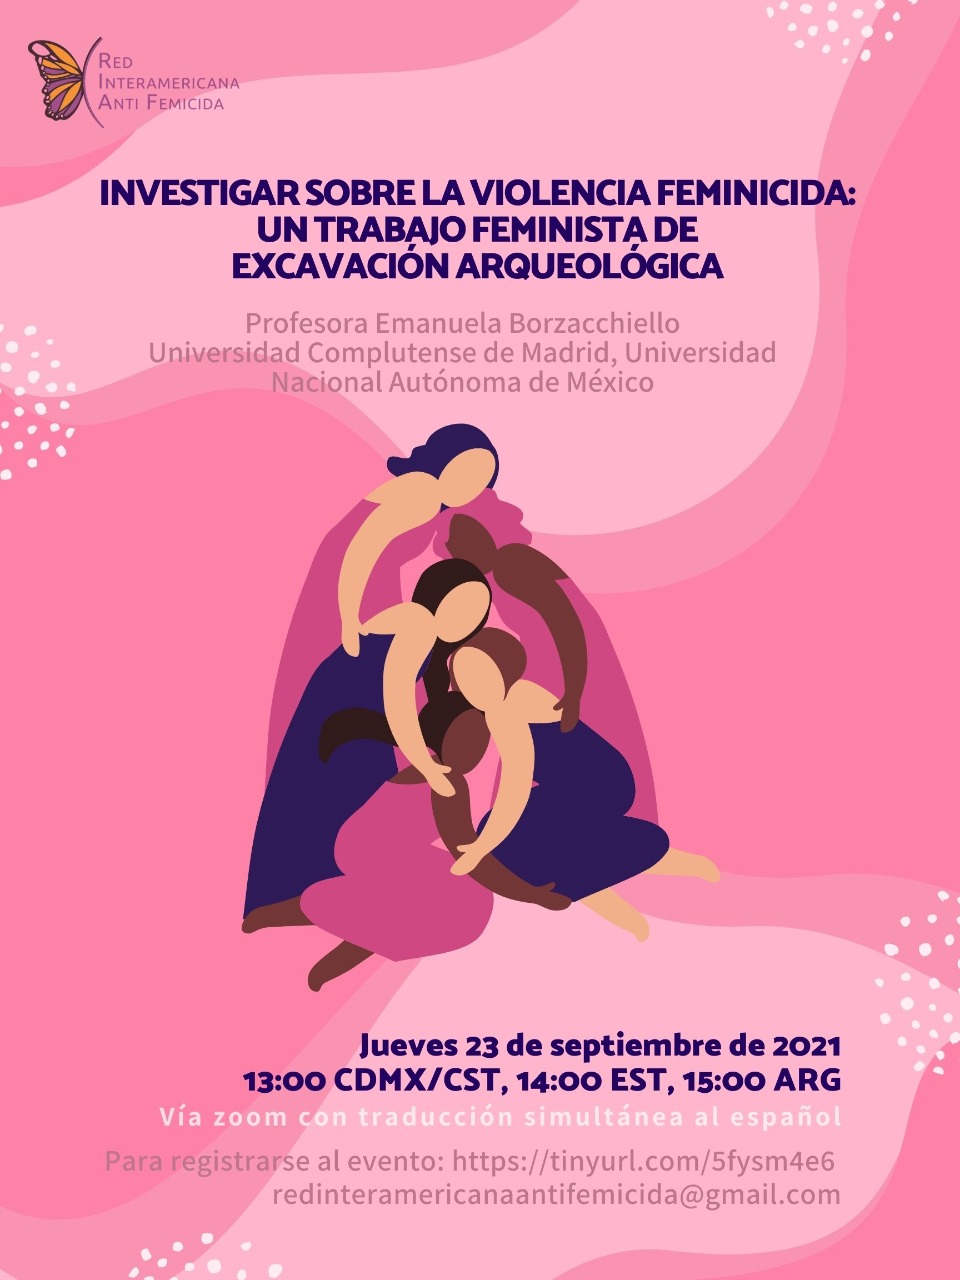 RED
INTERAMERICANA
ANTI FEMICIDA
INVESTIGAR SOBRE LA VIOLENCIA FEMINICIDA:
UN TRABAJO FEMINISTA DE
EXCAVACIÓN ARQUEOLÓGICA
Profesora Emanuela Borzacchiello
Universidad Complutense de Madrid, Universidad
Nacional Autónoma de México
Jueves 23 de septiembre de 2021
13:00 CDMX/CST, 14:00 EST, 15:00 ARG
Vía zoom con traducción simultánea al español
Para registrarse al evento: https://tinyurl.com/5fysm4e6
redinteramericanaantifemicida@gmail.com